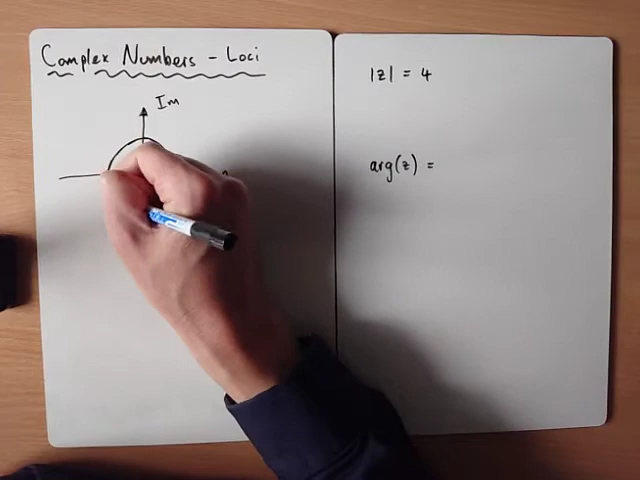 Complex Numbers - Loci
Im
|z| = 4
arg(z) =